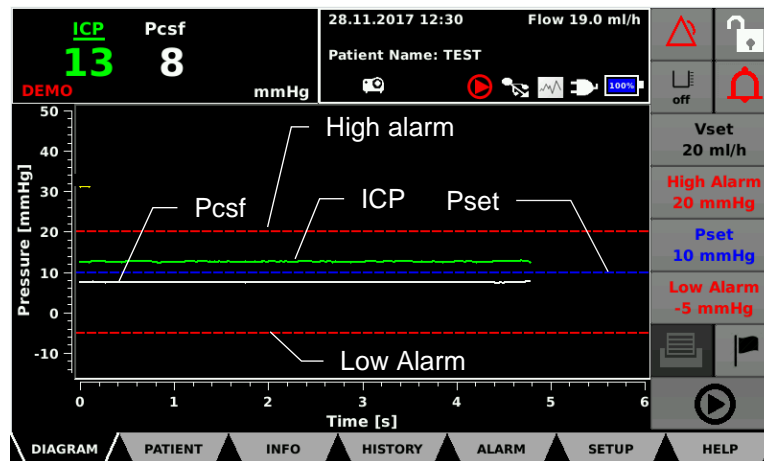 ICP Pcsf
13 8
DEMO mmHg
28.11.2017 12:30 Flow 19.0 ml/h
Patient Name: TEST
100%
off
Vset
20 ml/h
High Alarm
20 mmHg
Pset
10 mmHg
Low Alarm
-5 mmHg
Pressure [mmHg]
50
40
30
20
10
0
-10
High alarm
Pcsf ICP Pset
Low Alarm
0 1 2 3 4 5 6
Time [s]
DIAGRAM PATIENT INFO HISTORY ALARM SETUP HELP